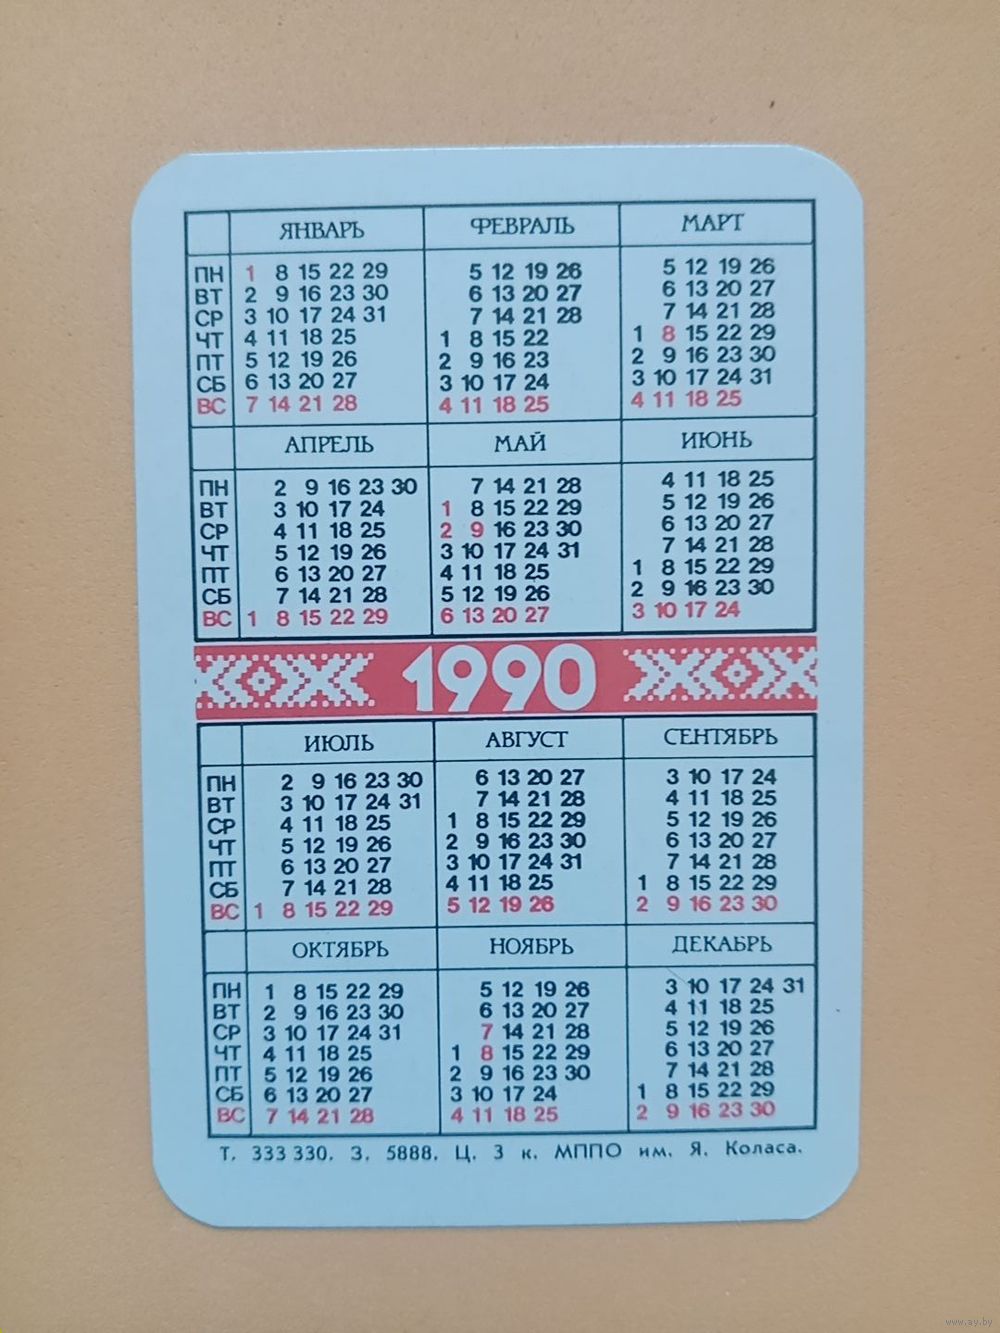 ЯНВАРЬ ФЕВРАЛЬ МАРТ
ПН 1 8 15 22 29 5 12 19 26 5 12 19 26
ВТ 2 9 16 23 30 6 13 20 27 6 13 20 27
СР 3 10 17 24 31 7 14 21 28 7 14 21 28
ЧТ 4 11 18 25 1 8 15 22 1 8 15 22 29
ПТ 5 12 19 26 2 9 16 23 2 9 16 23 30
СБ 6 13 20 27 3 10 17 24 3 10 17 24 31
ВС 7 14 21 28 4 11 18 25 4 11 18 25
АПРЕЛЬ МАЙ ИЮНЬ
ПН 2 9 16 23 30 7 14 21 28 4 11 18 25
ВТ 3 10 17 24 1 8 15 22 29 5 12 19 26
СР 4 11 18 25 2 9 16 23 30 6 13 20 27
ЧТ 5 12 19 26 3 10 17 24 31 7 14 21 28
ПТ 6 13 20 27 4 11 18 25 1 8 15 22 29
СБ 7 14 21 28 5 12 19 26 2 9 16 23 30
ВС 1 8 15 22 29 6 13 20 27 3 10 17 24
1990
ИЮЛЬ АВГУСТ СЕНТЯБРЬ
ПН 2 9 16 23 30 6 13 20 27 3 10 17 24
ВТ 3 10 17 24 31 7 14 21 28 4 11 18 25
СР 4 11 18 25 1 8 15 22 29 5 12 19 26
ЧТ 5 12 19 26 2 9 16 23 30 6 13 20 27
ПТ 6 13 20 27 3 10 17 24 31 7 14 21 28
СБ 7 14 21 28 4 11 18 25 1 8 15 22 29
ВС 1 8 15 22 29 5 12 19 26 2 9 16 23 30
ОКТЯБРЬ НОЯБРЬ ДЕКАБРЬ
ПН 1 8 15 22 29 5 12 19 26 3 10 17 24 31
ВТ 2 9 16 23 30 6 13 20 27 4 11 18 25
СР 3 10 17 24 31 7 14 21 28 5 12 19 26
ЧТ 4 11 18 25 1 8 15 22 29 6 13 20 27
ПТ 5 12 19 26 2 9 16 23 30 7 14 21 28
СБ 6 13 20 27 3 10 17 24 1 8 15 22 29
ВС 7 14 21 28 4 11 18 25 2 9 16 23 30
Т. 333 330. З. 5888. Ц. 3 к. МППО им. Я. Коласа.
www.ay.by